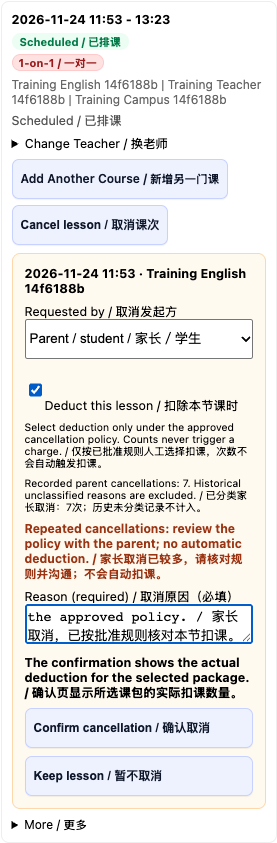 2026-11-24 11:53 - 13:23
Scheduled / 已排课
1-on-1 / 一对一
Training English 14f6188b | Training Teacher
14f6188b | Training Campus 14f6188b
Scheduled / 已排课
▶ Change Teacher / 换老师
Add Another Course / 新增另一门课
Cancel lesson / 取消课次
2026-11-24 11:53 · Training English
14f6188b
Requested by / 取消发起方
Parent / student / 家长 / 学生
Deduct this lesson / 扣除本节课时
Select deduction only under the approved
cancellation policy. Counts never trigger a
charge. / 仅按已批准规则人工选择扣课，次数不
会自动触发扣课。
Recorded parent cancellations: 7. Historical
unclassified reasons are excluded. / 已分类家
长取消：7次；历史未分类记录不计入。
Repeated cancellations: review the
policy with the parent; no automatic
deduction. / 家长取消已较多，请核对规
则并沟通；不会自动扣课。
Reason (required) / 取消原因（必填）
the approved policy. / 家长
取消，已按批准规则核对本节扣课。
The confirmation shows the actual
deduction for the selected package.
/ 确认页显示所选课包的实际扣课数量。
Confirm cancellation / 确认取消
Keep lesson / 暂不取消
▶ More / 更多